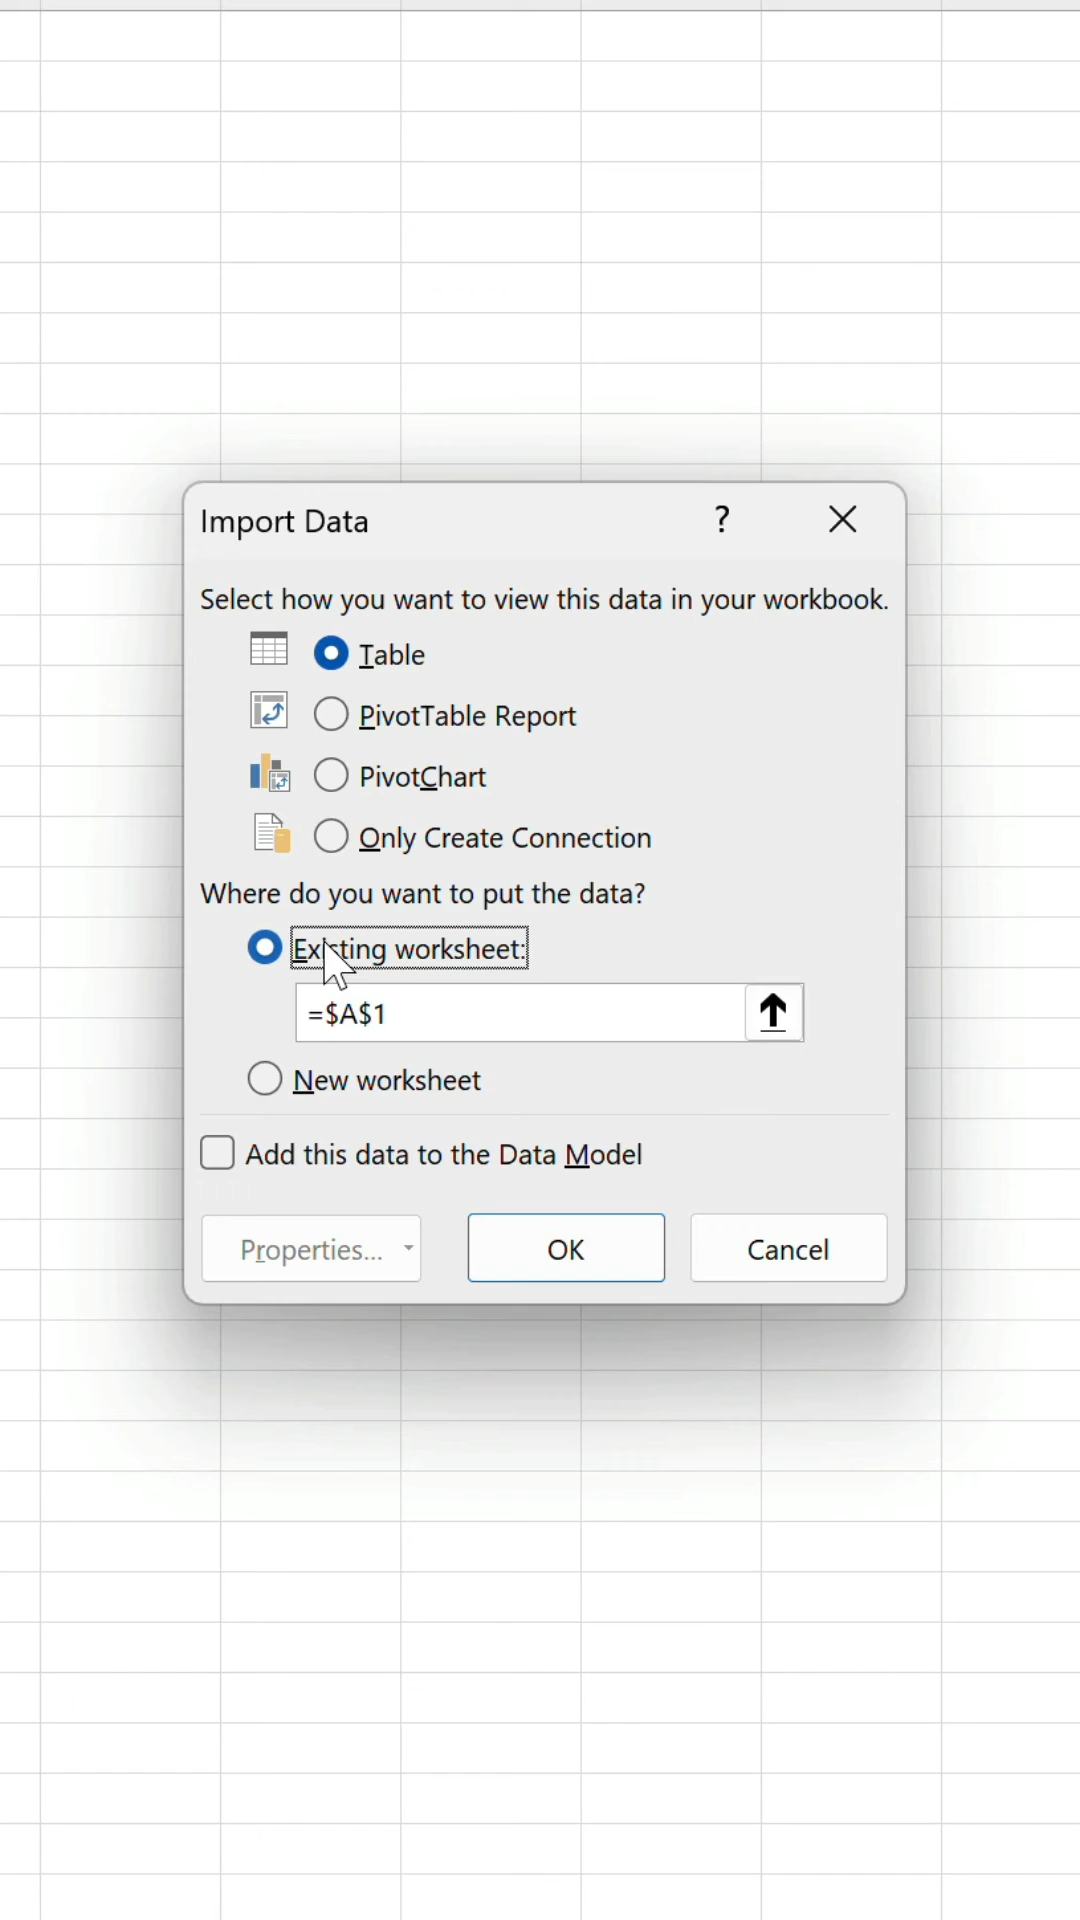 Import Data ?
Select how you want to view this data in your workbook.
Table
PivotTable Report
PivotChart
Only Create Connection
Where do you want to put the data?
Existing worksheet:
=$A$1
New worksheet
Add this data to the Data Model
Properties... OK Cancel